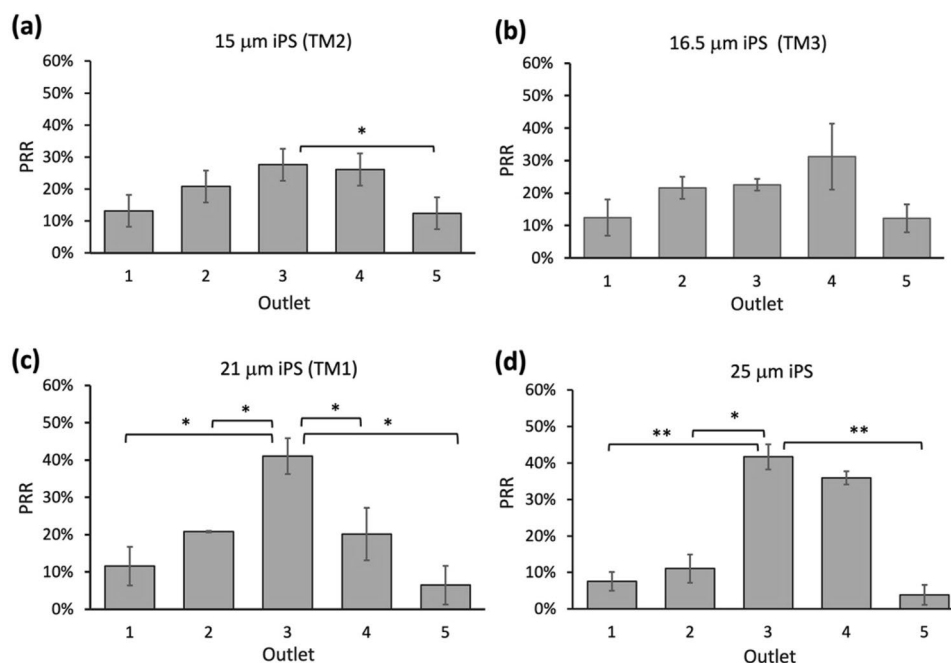 (a)
15 µm iPS (TM2)
PRR
60%
50%
40%
30%
20%
10%
0%
*
1 2 3 4 5
Outlet
(b)
16.5 µm iPS (TM3)
PRR
60%
50%
40%
30%
20%
10%
0%
1 2 3 4 5
Outlet
(c)
21 µm iPS (TM1)
PRR
60%
50%
40%
30%
20%
10%
0%
* * * *
1 2 3 4 5
Outlet
(d)
25 µm iPS
PRR
60%
50%
40%
30%
20%
10%
0%
** * **
1 2 3 4 5
Outlet